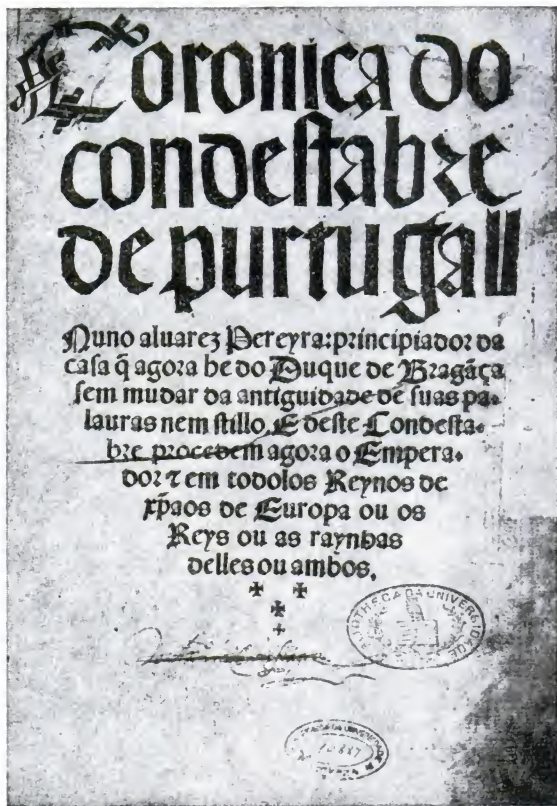 Coronica do
condestabre
de purtugall
Nuno aluarez Pereyra: principiador da
casa q̃ agora he do Duque de Bragãça
sem mudar da antiguidade de suas pa-
lauras nem stillo. E deste Condesta-
bre procedem agora o Empera-
dor ⁊ em todolos Reynos de
xp̃aos de Europa ou os
Reys ou as raynhas
delles ou ambos.